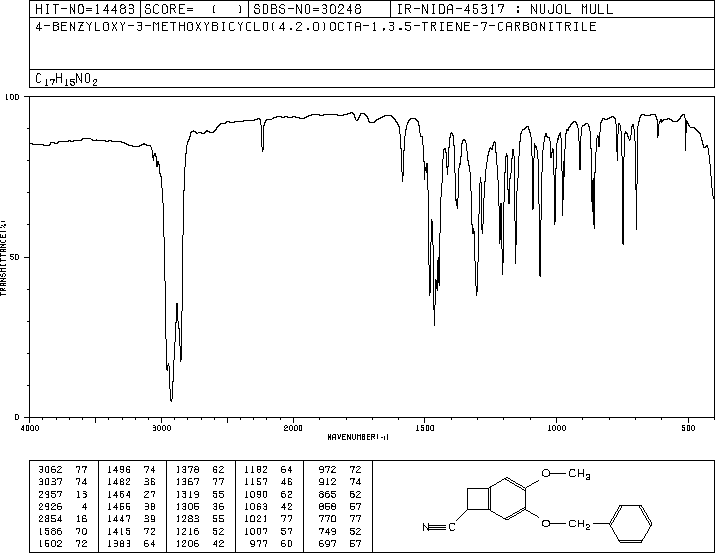 HIT-NO=14483 SCORE= ( ) SDBS-NO=30248 IR-NIDA-45317 : NUJOL MULL
4-BENZYLOXY-3-METHOXYBICYCLO(4.2.0)OCTA-1,3,5-TRIENE-7-CARBONITRILE
C17H15NO2
100
TRANSMITTANCE(%)
50
0
4000 3000 2000 1500 1000 500
WAVENUMBER(-1)
3062 77 1496 74 1378 62 1182 64 972 72
3037 74 1482 36 1367 77 1157 46 912 74
2957 13 1464 27 1319 55 1090 62 865 62
2926 4 1456 38 1305 36 1063 42 858 57
2854 16 1447 39 1283 55 1021 77 770 77
1586 70 1415 72 1216 52 1007 57 749 52
1502 72 1383 64 1206 42 977 60 697 57
O—CH3
N≡C
O—CH2